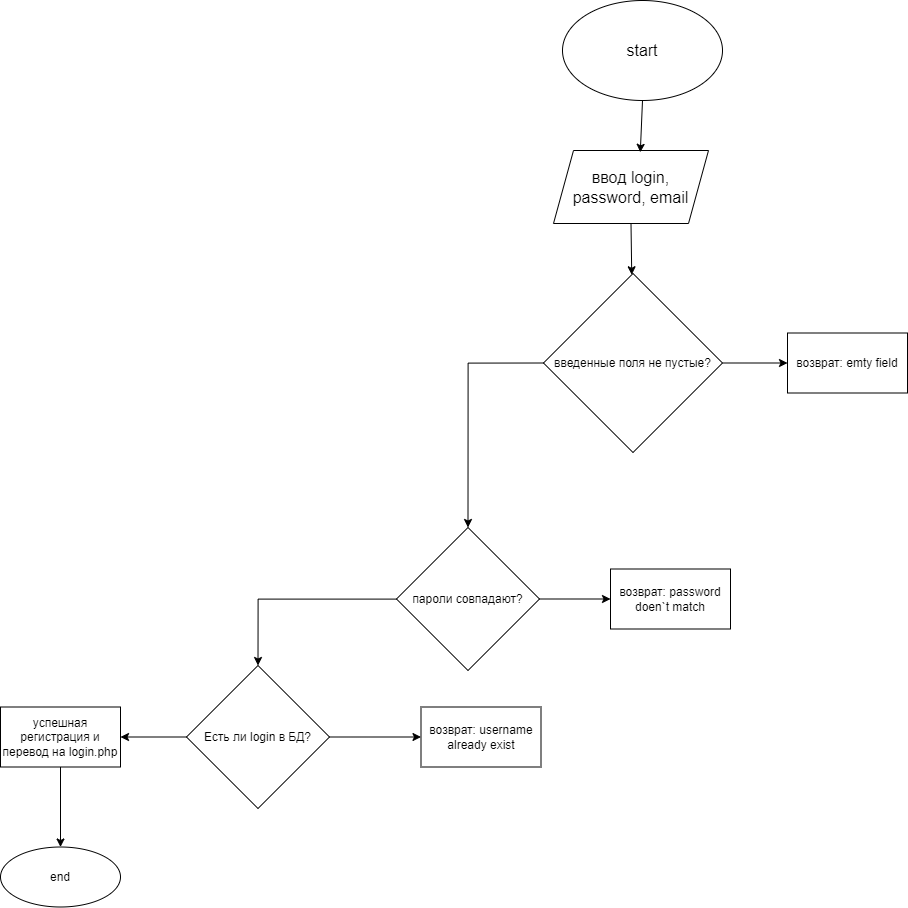 start
ввод login,
password, email
введенные поля не пустые?
возврат: emty field
пароли совпадают?
возврат: password
doen`t match
Есть ли login в БД?
возврат: username
already exist
успешная
регистрация и
перевод на login.php
end